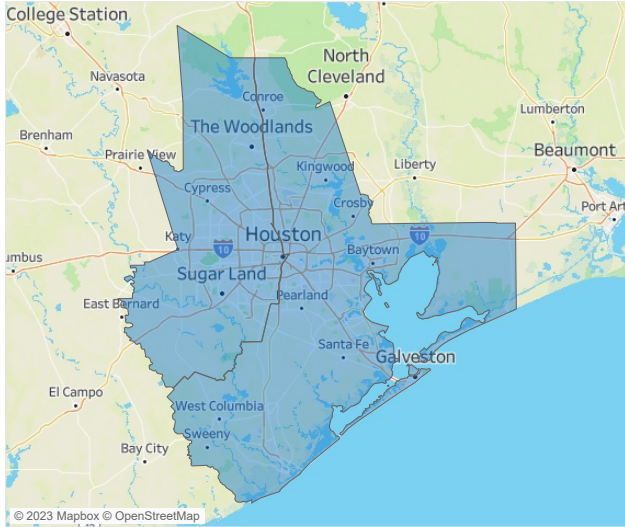 College Station
North
Cleveland
Navasota
Conroe
Lumberton
The Woodlands
Brenham
Beaumont
Prairie View
Kingwood
Liberty
Cypress
Crosby
Port Art
Katy
Houston
10
10
Baytown
umbus
Sugar Land
Pearland
East Bernard
Santa Fe
Galveston
El Campo
West Columbia
Sweeny
Bay City
© 2023 Mapbox © OpenStreetMap